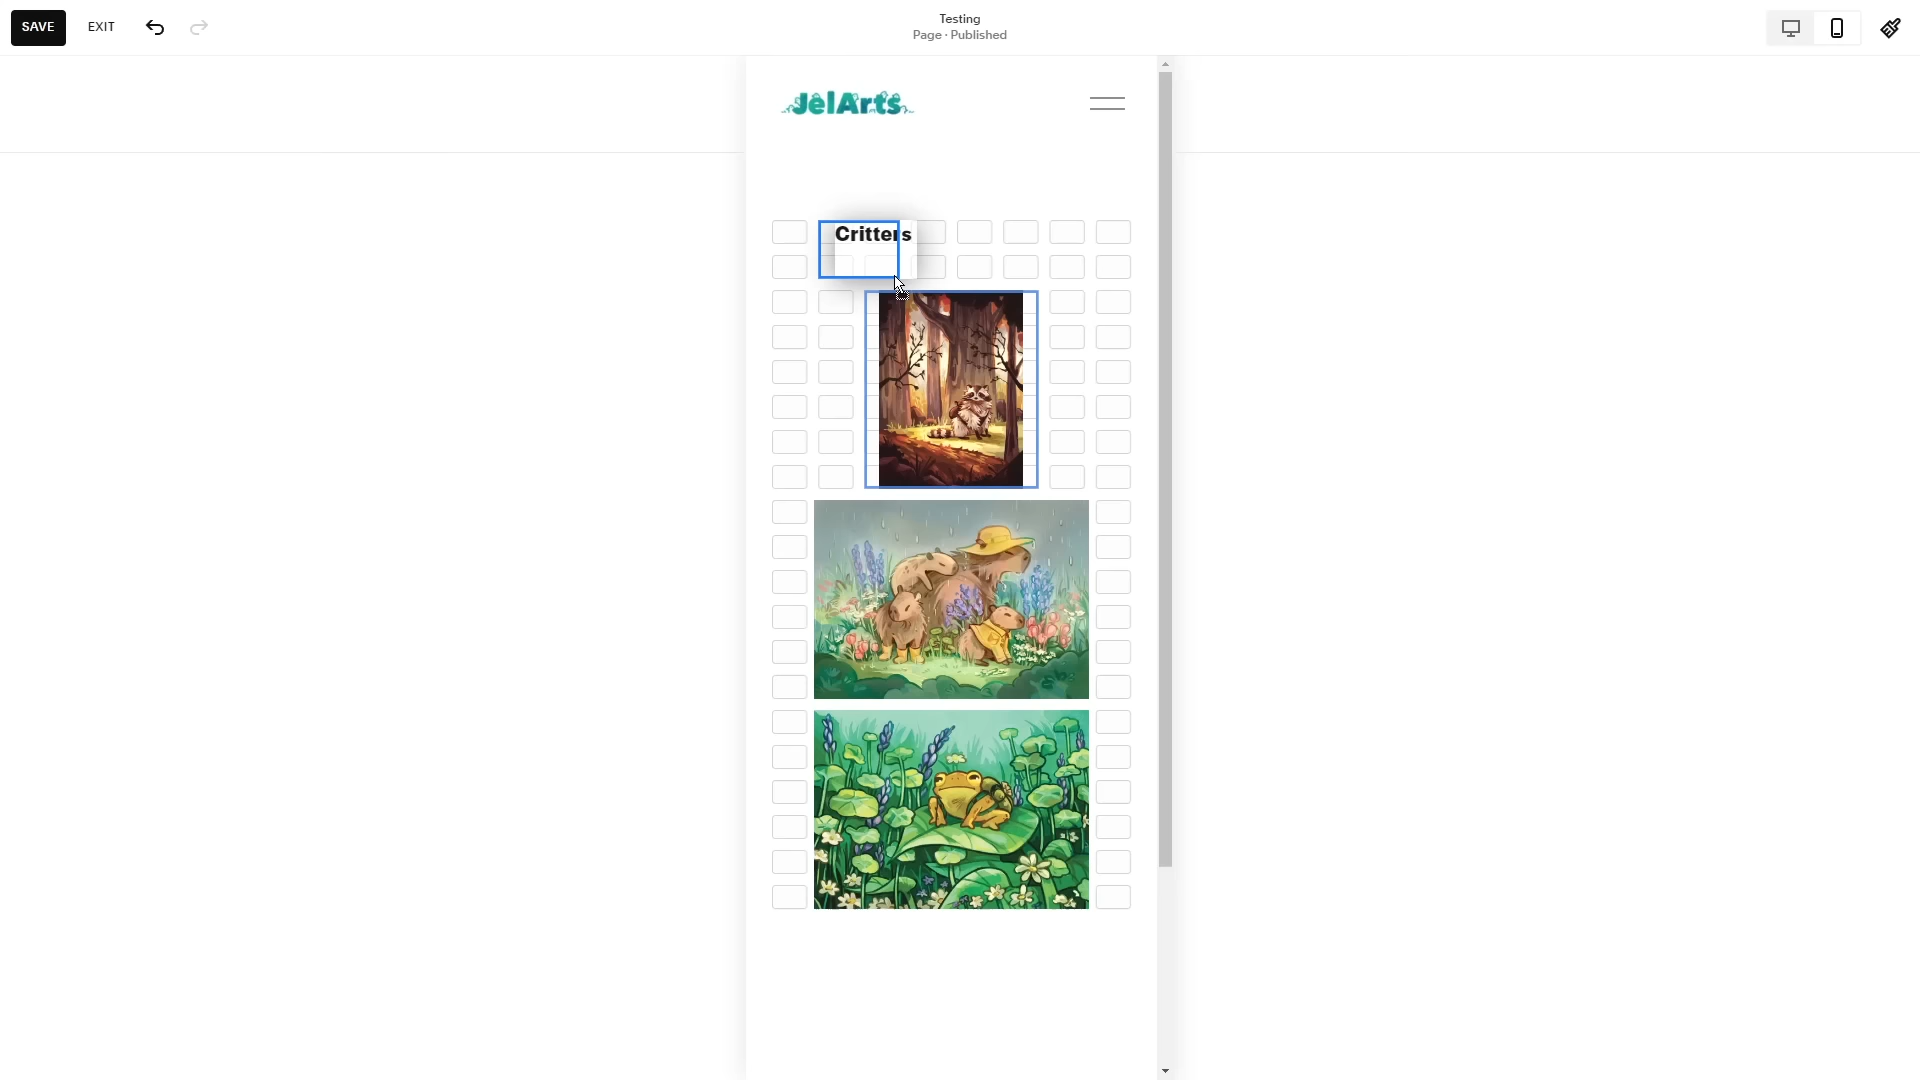 SAVE
EXIT
Testing
Page · Published
JelArts
Critters